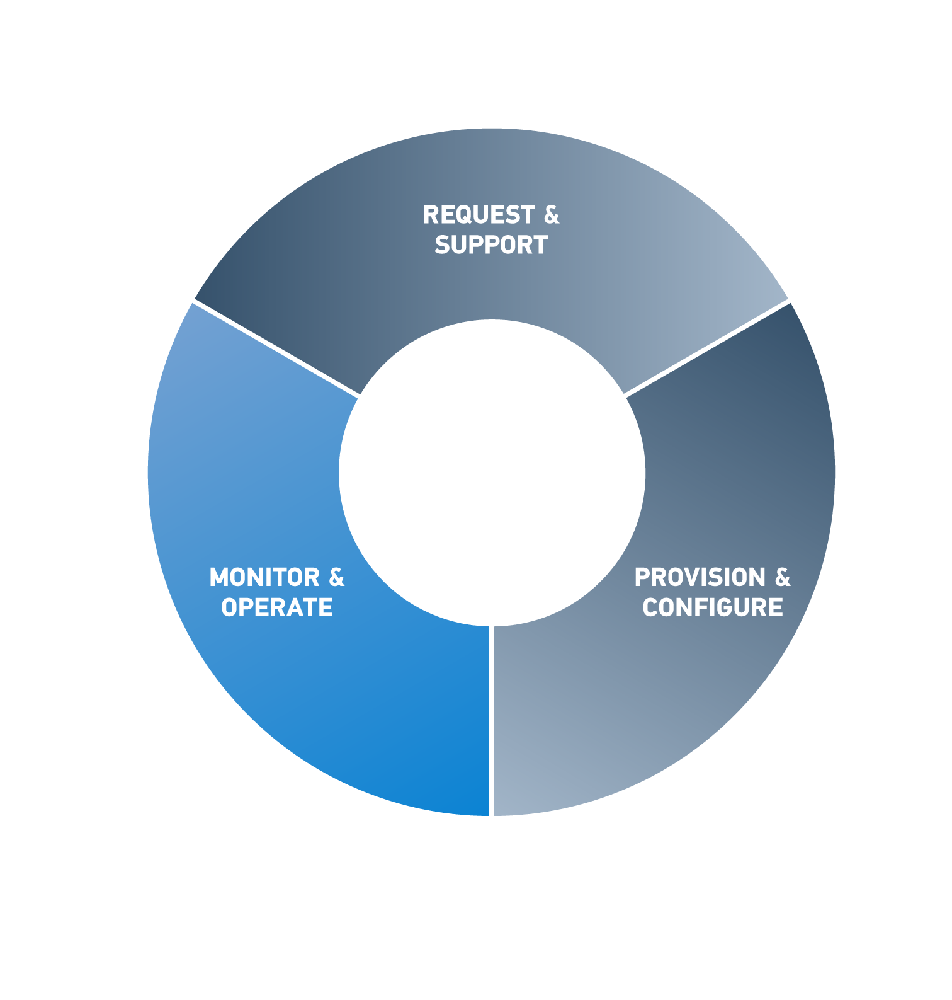 REQUEST &
SUPPORT
MONITOR &
OPERATE
PROVISION &
CONFIGURE